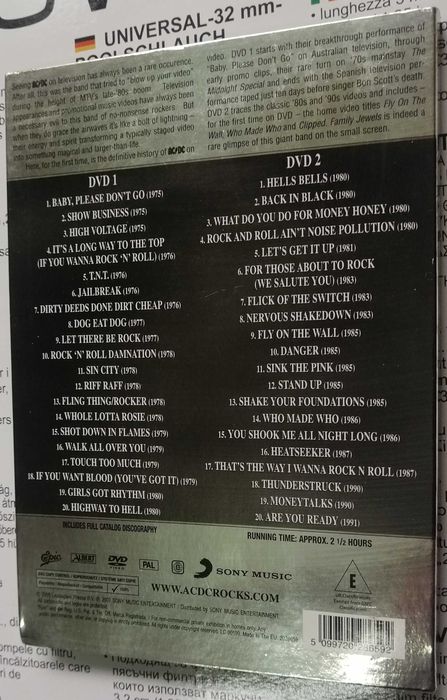 UNIVERSAL-32 mm-
POOLSCHLAUCH
• lunghezza 5 m
Seeing AC/DC on television has always been a rare occurence.
After all, this was the band that tried to "blow up your video"
during the height of MTV's late-'80s boom. Television
appearances and promotional music videos have always been
a necessary evil to this band of no-nonsense rockers. But
when they do grace the airwaves it's like a bolt of lightning –
their energy and spirit transforming a typically staged video
into something magical and larger-than-life.
Here, for the first time, is the definitive history of AC/DC on
video. DVD 1 starts with the breakthrough performance of
"Baby, Please Don't Go" on Australian television, through
early promo clips, their rare turn on '70s mainstay The
Midnight Special and ends with the Spanish television per-
formance taped just ten days before singer Bon Scott's death.
DVD 2 traces the classic '80s and '90s videos and includes –
for the first time on DVD – the home video titles Fly On The
Wall, Who Made Who and Clipped. Family Jewels is indeed a
rare glimpse of this giant band on the small screen.
DVD 1
1. BABY, PLEASE DON'T GO (1975)
2. SHOW BUSINESS (1975)
3. HIGH VOLTAGE (1975)
4. IT'S A LONG WAY TO THE TOP
(IF YOU WANNA ROCK 'N' ROLL) (1976)
5. T.N.T. (1976)
6. JAILBREAK (1976)
7. DIRTY DEEDS DONE DIRT CHEAP (1976)
8. DOG EAT DOG (1977)
9. LET THERE BE ROCK (1977)
10. ROCK 'N' ROLL DAMNATION (1978)
11. SIN CITY (1978)
12. RIFF RAFF (1978)
13. FLING THING/ROCKER (1978)
14. WHOLE LOTTA ROSIE (1978)
15. SHOT DOWN IN FLAMES (1979)
16. WALK ALL OVER YOU (1979)
17. TOUCH TOO MUCH (1979)
18. IF YOU WANT BLOOD (YOU'VE GOT IT) (1979)
19. GIRLS GOT RHYTHM (1980)
20. HIGHWAY TO HELL (1980)
DVD 2
1. HELLS BELLS (1980)
2. BACK IN BLACK (1980)
3. WHAT DO YOU DO FOR MONEY HONEY (1980)
4. ROCK AND ROLL AIN'T NOISE POLLUTION (1980)
5. LET'S GET IT UP (1981)
6. FOR THOSE ABOUT TO ROCK
(WE SALUTE YOU) (1983)
7. FLICK OF THE SWITCH (1983)
8. NERVOUS SHAKEDOWN (1983)
9. FLY ON THE WALL (1985)
10. DANGER (1985)
11. SINK THE PINK (1985)
12. STAND UP (1985)
13. SHAKE YOUR FOUNDATIONS (1985)
14. WHO MADE WHO (1986)
15. YOU SHOOK ME ALL NIGHT LONG (1986)
16. HEATSEEKER (1987)
17. THAT'S THE WAY I WANNA ROCK N ROLL (1987)
18. THUNDERSTRUCK (1990)
19. MONEYTALKS (1990)
20. ARE YOU READY (1991)
INCLUDES FULL CATALOG DISCOGRAPHY
RUNNING TIME: APPROX. 2 1/2 HOURS
Epic
ALBERT
DVD
VIDEO
PAL
0
SONY MUSIC
WWW.ACDCROCKS.COM
E
pompele cu filtru,
încălzitoarele care
• Подходящ
пясъчни филт
които използват маркуч